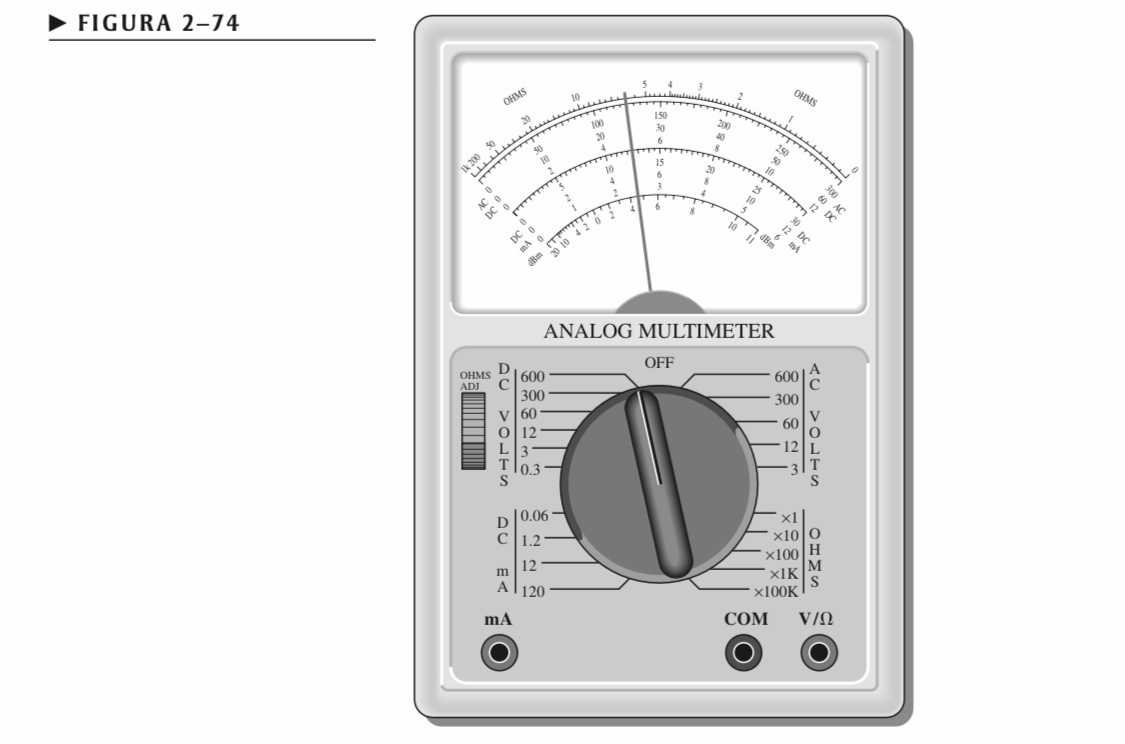 ► FIGURA 2–74
OHMS
OHMS
1k 200 50 20 10 5 4 3 2 1 0
0 50 100 150 200 250 300
0 10 20 30 40 50 60
0 2 4 6 8 10 12
AC
DC
AC
DC
0 5 10 15 20 25 30
0 2 4 6 8 10 12
0 1 2 3 4 5 6
DC
mA
DC
mA
20 10 4 2 0 2 4 6 8 10 11
dBm
dBm
ANALOG MULTIMETER
OFF
OHMS
ADJ
DC VOLTS
600
300
60
12
3
0.3
AC VOLTS
600
300
60
12
3
DC mA
0.06
1.2
12
120
OHMS
×1
×10
×100
×1K
×100K
mA
COM
V/Ω